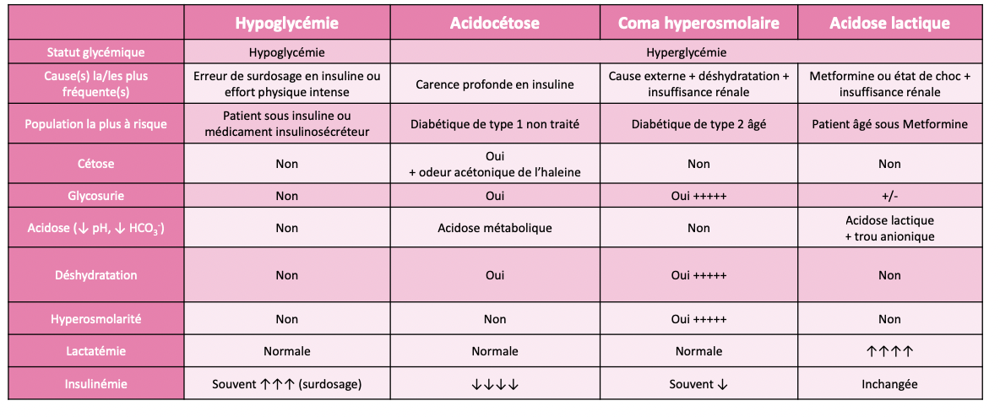 Hypoglycémie
Acidocétose
Coma hyperosmolaire
Acidose lactique
Statut glycémique
Hypoglycémie
Hyperglycémie
Cause(s) la/les plus
fréquente(s)
Erreur de surdosage en insuline ou
effort physique intense
Carence profonde en insuline
Cause externe + déshydratation +
insuffisance rénale
Metformine ou état de choc +
insuffisance rénale
Population la plus à risque
Patient sous insuline ou
médicament insulinosécréteur
Diabétique de type 1 non traité
Diabétique de type 2 âgé
Patient âgé sous Metformine
Cétose
Non
Oui
+ odeur acétonique de l’haleine
Non
Non
Glycosurie
Non
Oui
Oui +++++
+/-
Acidose (↓ pH, ↓ HCO₃⁻)
Non
Acidose métabolique
Non
Acidose lactique
+ trou anionique
Déshydratation
Non
Oui
Oui +++++
Non
Hyperosmolarité
Non
Non
Oui +++++
Non
Lactatémie
Normale
Normale
Normale
↑↑↑↑
Insulinémie
Souvent ↑↑↑ (surdosage)
↓↓↓↓
Souvent ↓
Inchangée